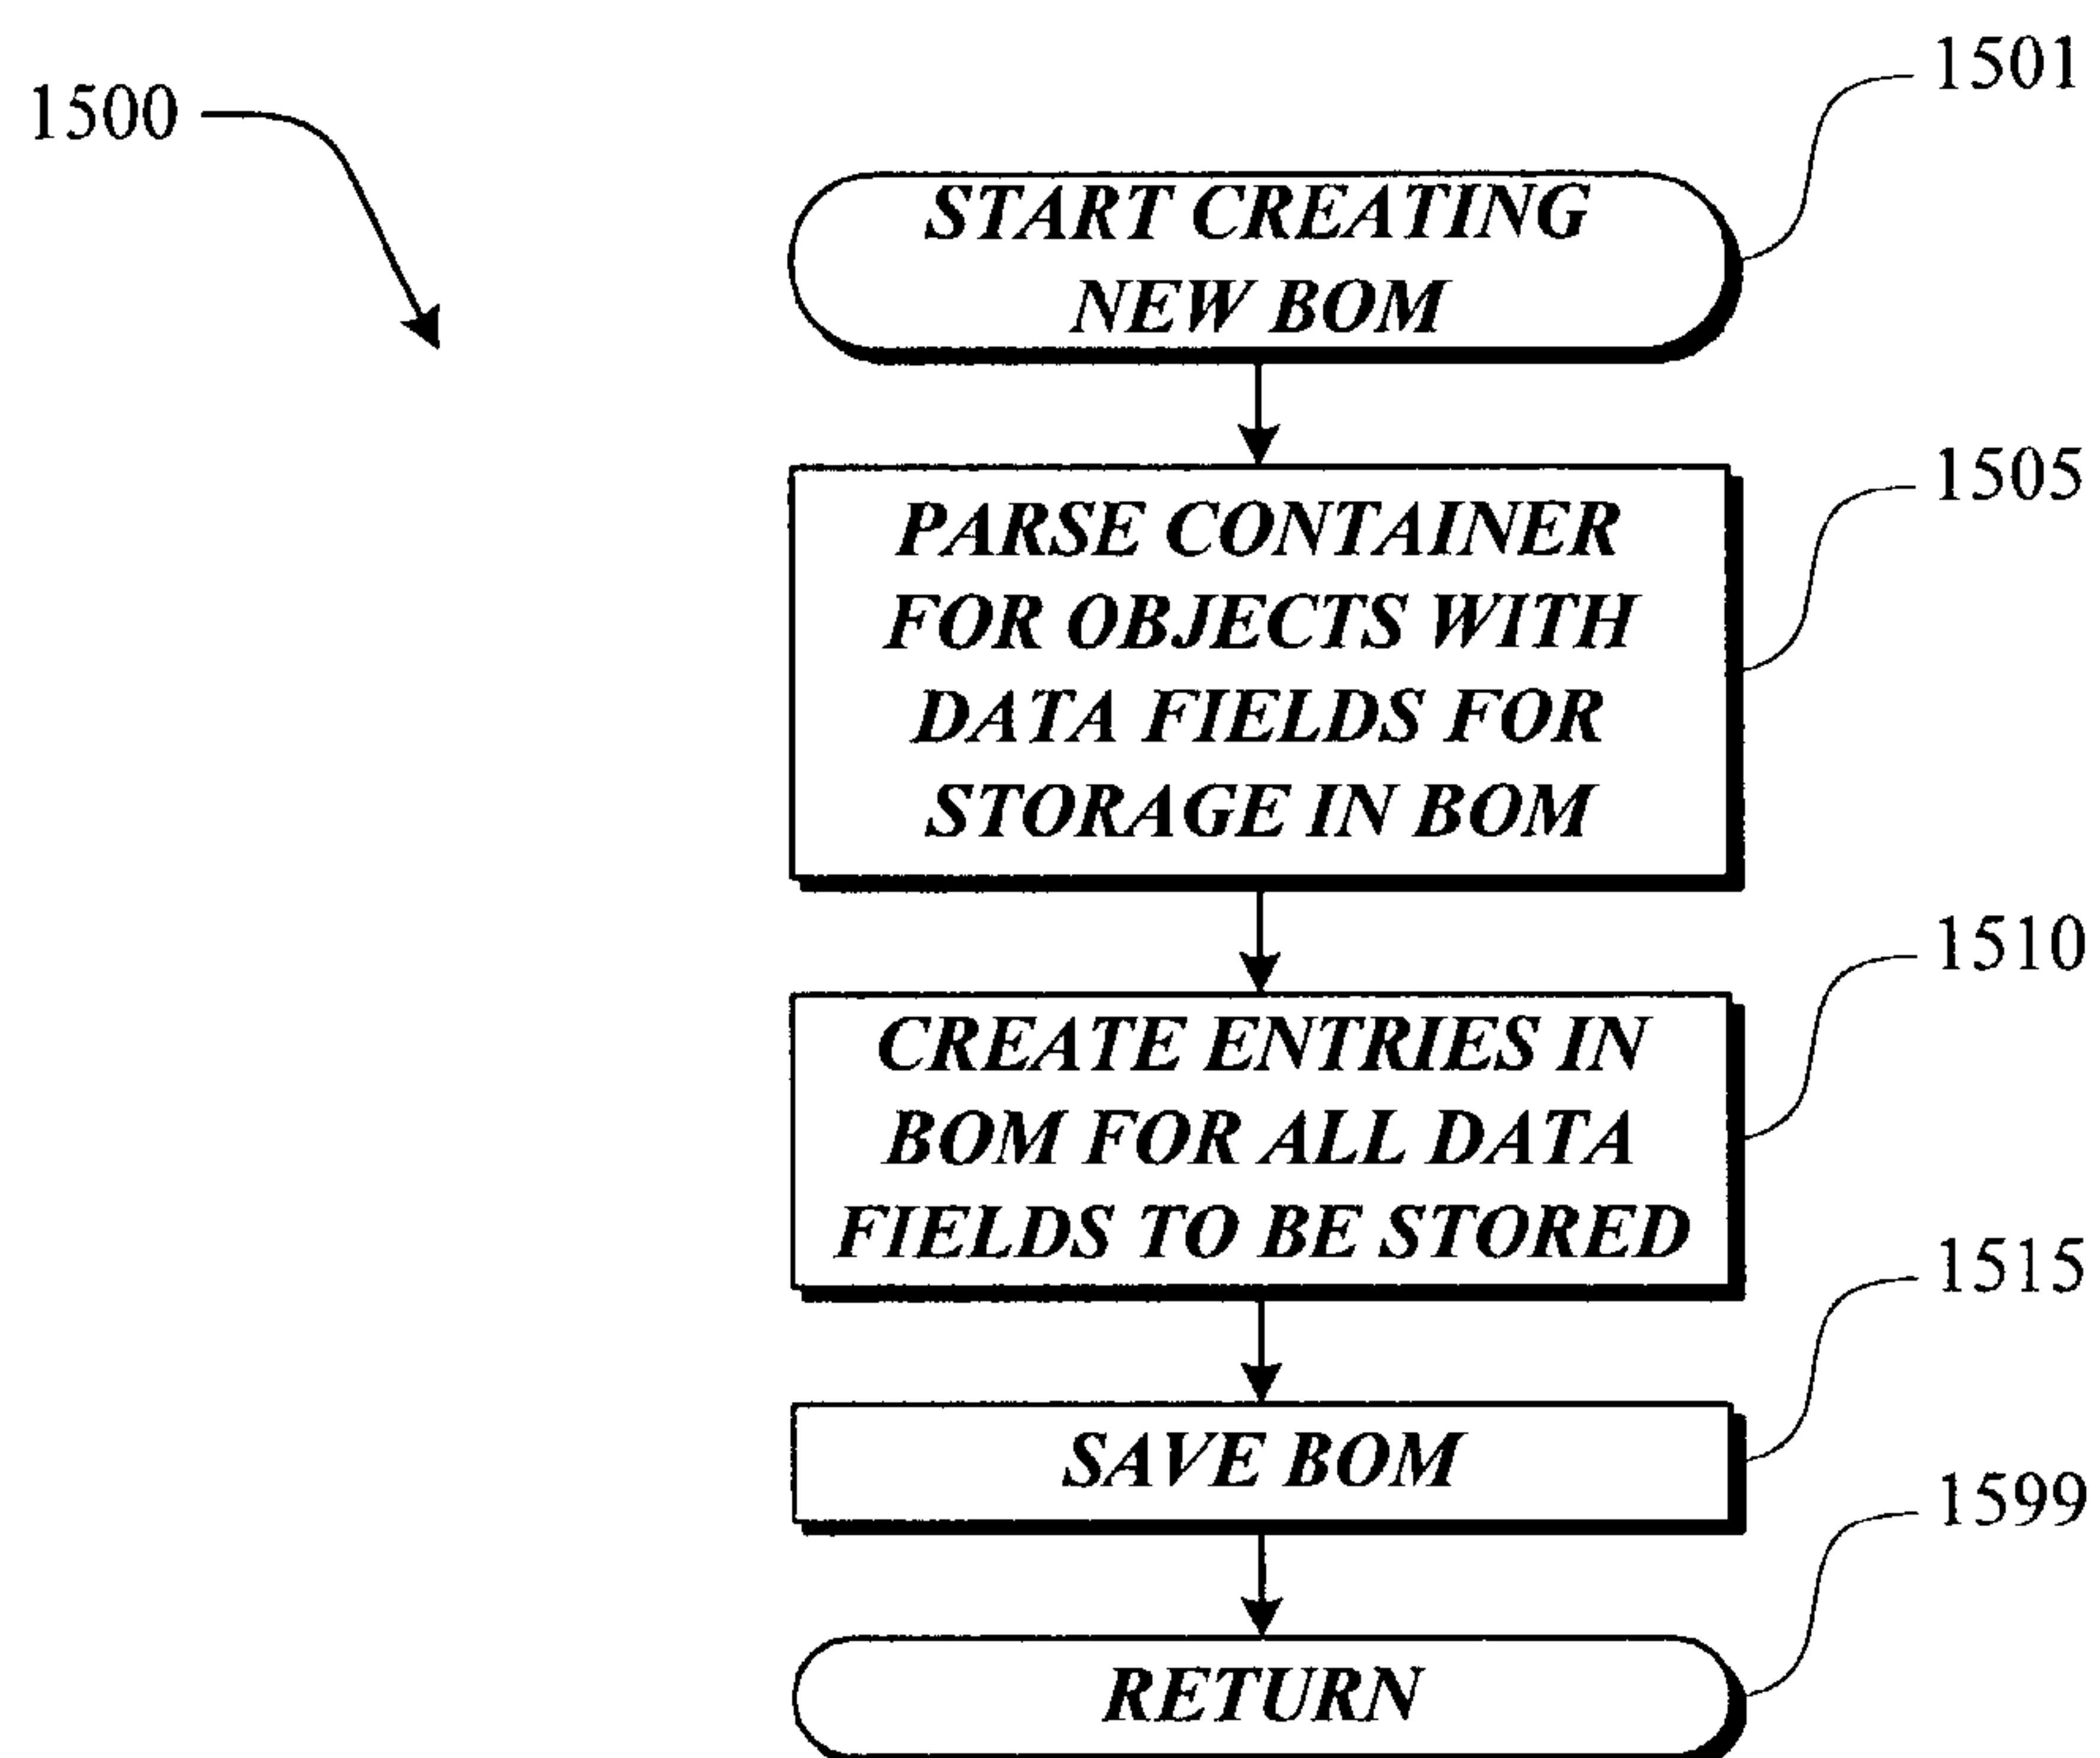 1500
1501
START CREATING
NEW BOM
1505
PARSE CONTAINER
FOR OBJECTS WITH
DATA FIELDS FOR
STORAGE IN BOM
1510
CREATE ENTRIES IN
BOM FOR ALL DATA
FIELDS TO BE STORED
1515
SAVE BOM
1599
RETURN